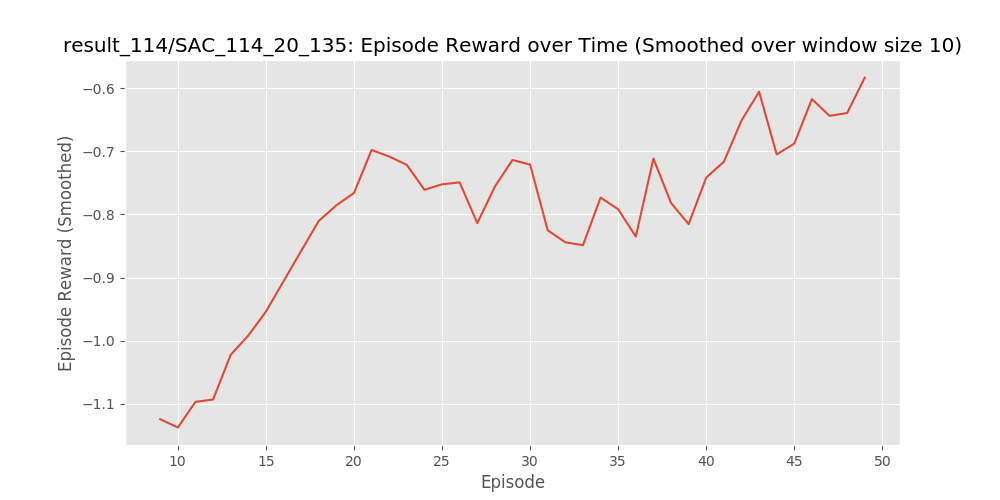 result_114/SAC_114_20_135: Episode Reward over Time (Smoothed over window size 10)
Episode Reward (Smoothed)
−0.6
−0.7
−0.8
−0.9
−1.0
−1.1
10 15 20 25 30 35 40 45 50
Episode